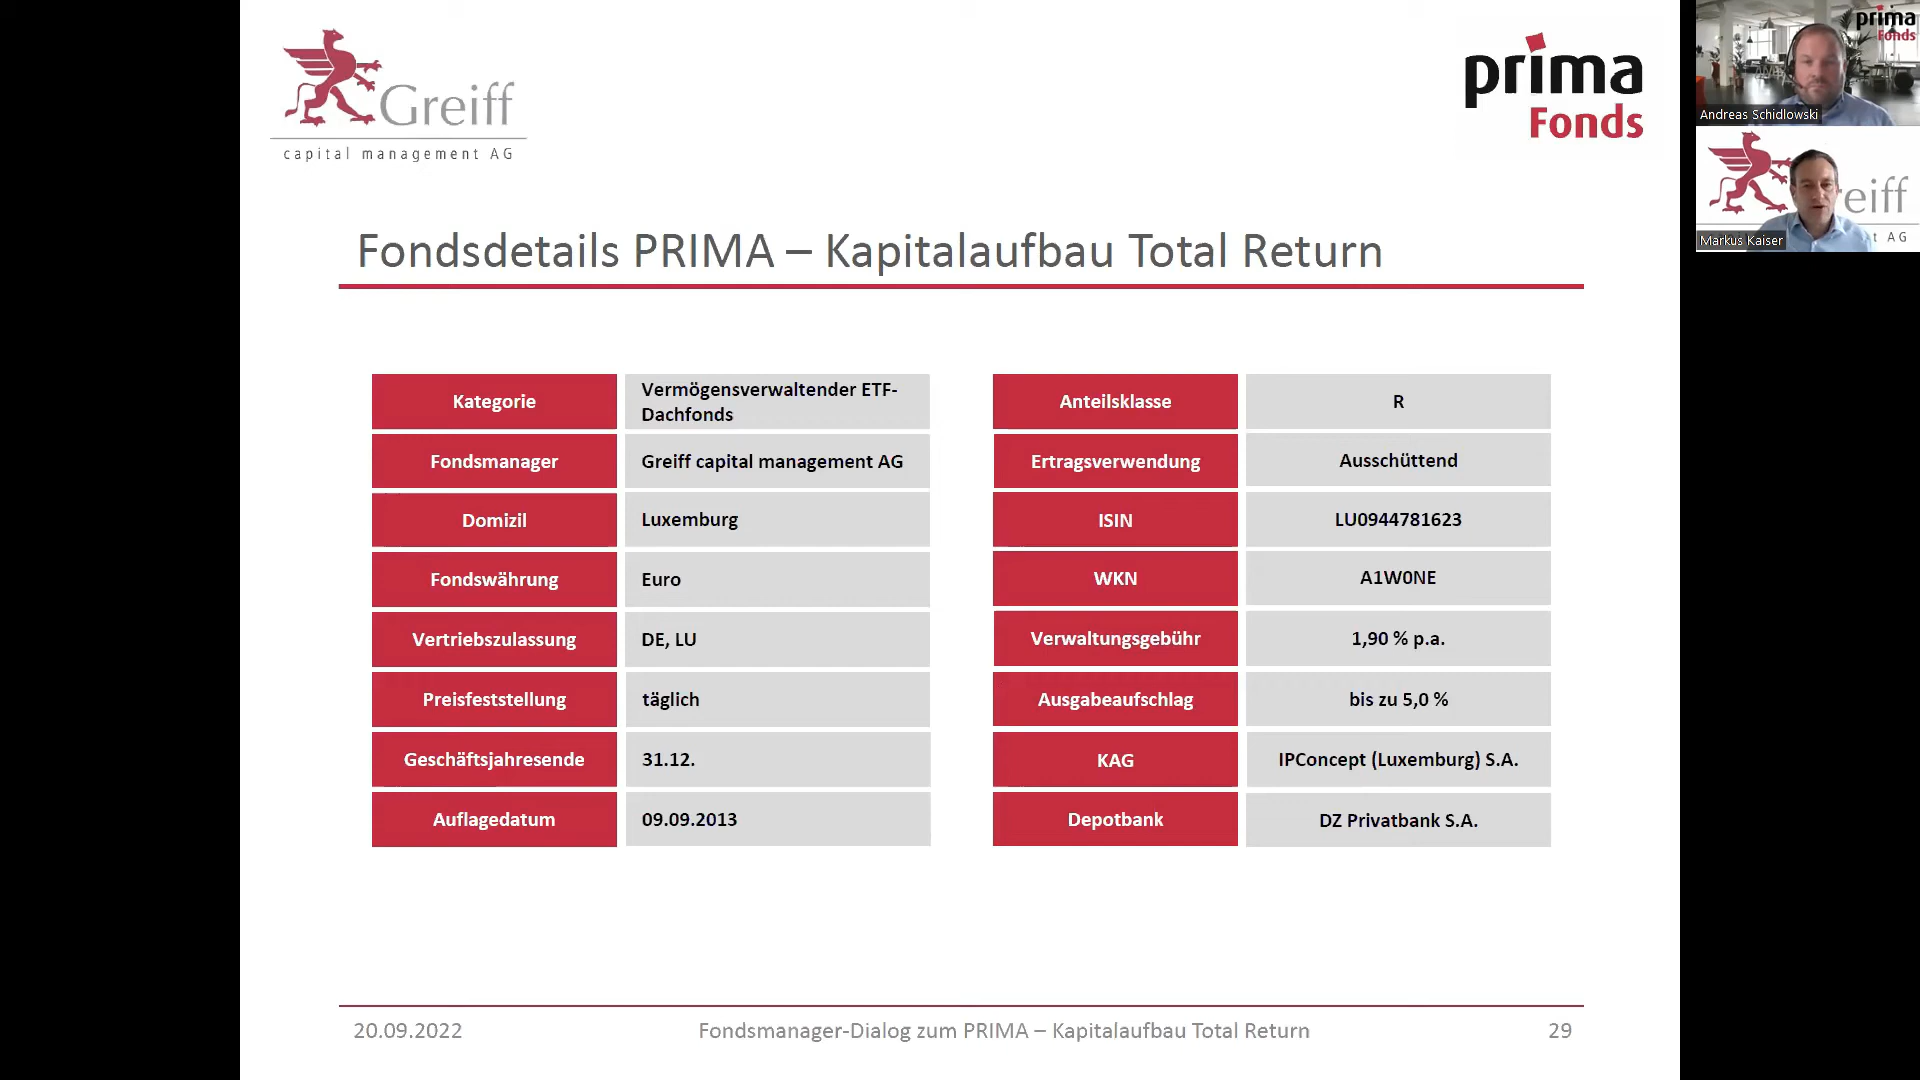 Greiff
capital management AG
prima
Fonds
Fondsdetails PRIMA – Kapitalaufbau Total Return
Kategorie
Vermögensverwaltender ETF-
Dachfonds
Fondsmanager
Greiff capital management AG
Domizil
Luxemburg
Fondswährung
Euro
Vertriebszulassung
DE, LU
Preisfeststellung
täglich
Geschäftsjahresende
31.12.
Auflagedatum
09.09.2013
Anteilsklasse
R
Ertragsverwendung
Ausschüttend
ISIN
LU0944781623
WKN
A1W0NE
Verwaltungsgebühr
1,90 % p.a.
Ausgabeaufschlag
bis zu 5,0 %
KAG
IPConcept (Luxemburg) S.A.
Depotbank
DZ Privatbank S.A.
20.09.2022
Fondsmanager-Dialog zum PRIMA – Kapitalaufbau Total Return
29
prima
Fonds
Andreas Schidlowski
eiff
t AG
Markus Kaiser